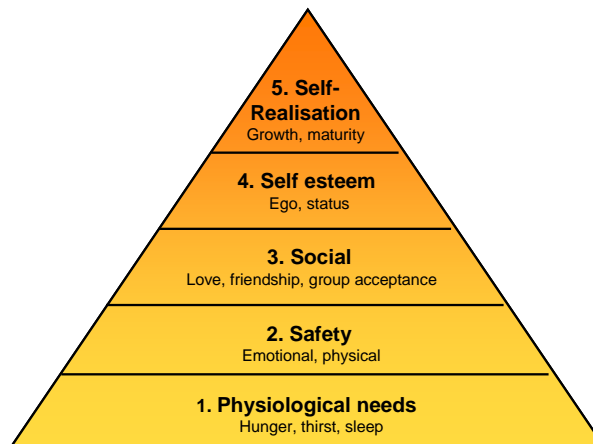 5. Self-
Realisation
Growth, maturity
4. Self esteem
Ego, status
3. Social
Love, friendship, group acceptance
2. Safety
Emotional, physical
1. Physiological needs
Hunger, thirst, sleep